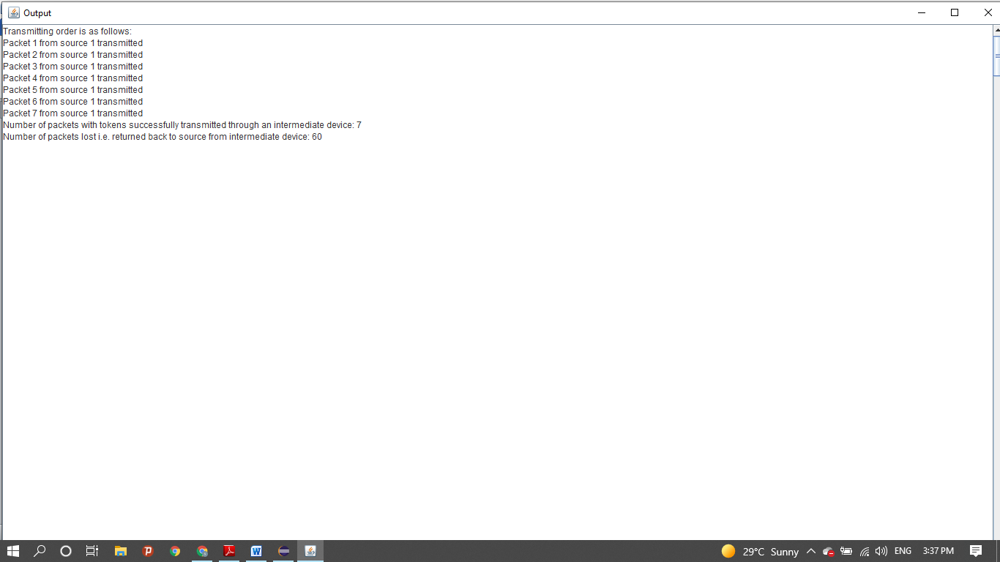 Output
Transmitting order is as follows:
Packet 1 from source 1 transmitted
Packet 2 from source 1 transmitted
Packet 3 from source 1 transmitted
Packet 4 from source 1 transmitted
Packet 5 from source 1 transmitted
Packet 6 from source 1 transmitted
Packet 7 from source 1 transmitted
Number of packets with tokens successfully transmitted through an intermediate device: 7
Number of packets lost i.e. returned back to source from intermediate device: 60
29°C Sunny ENG 3:37 PM